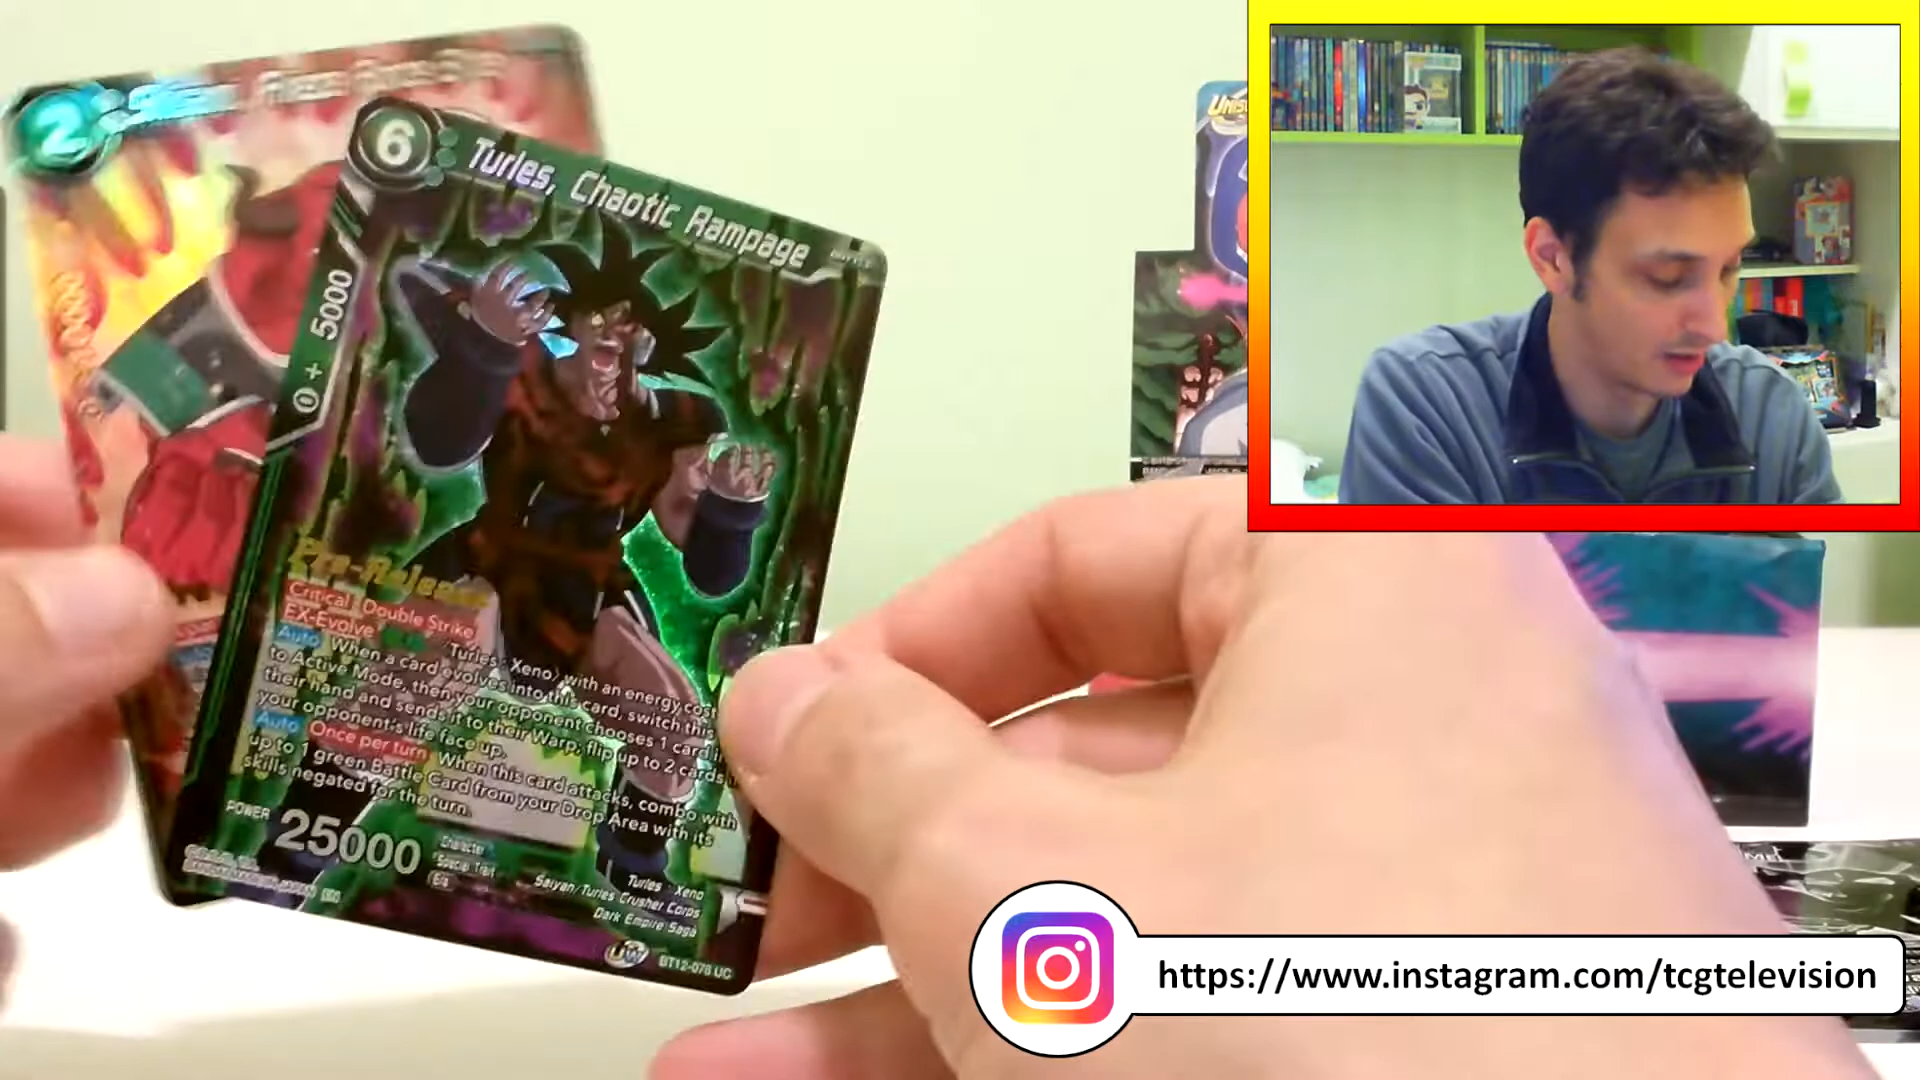 2
6
Turles, Chaotic Rampage
0 + 5000
Pre-Release
Critical Double Strike
EX-Evolve 〈Turles : Xeno〉 with an energy cost
Auto When a card evolves into this card, switch this
to Active Mode, then your opponent chooses 1 card in
their hand and sends it to their Warp; flip up to 2 cards
your opponent's life face up.
Auto Once per turn When this card attacks, combo with
up to 1 green Battle Card from your Drop Area with its
skills negated for the turn.
POWER 25000
Character Turles : Xeno
Special Trait Saiyan/Turles Crusher Corps
Era Dark Empire Saga
UW BT12-078 UC
https://www.instagram.com/tcgtelevision